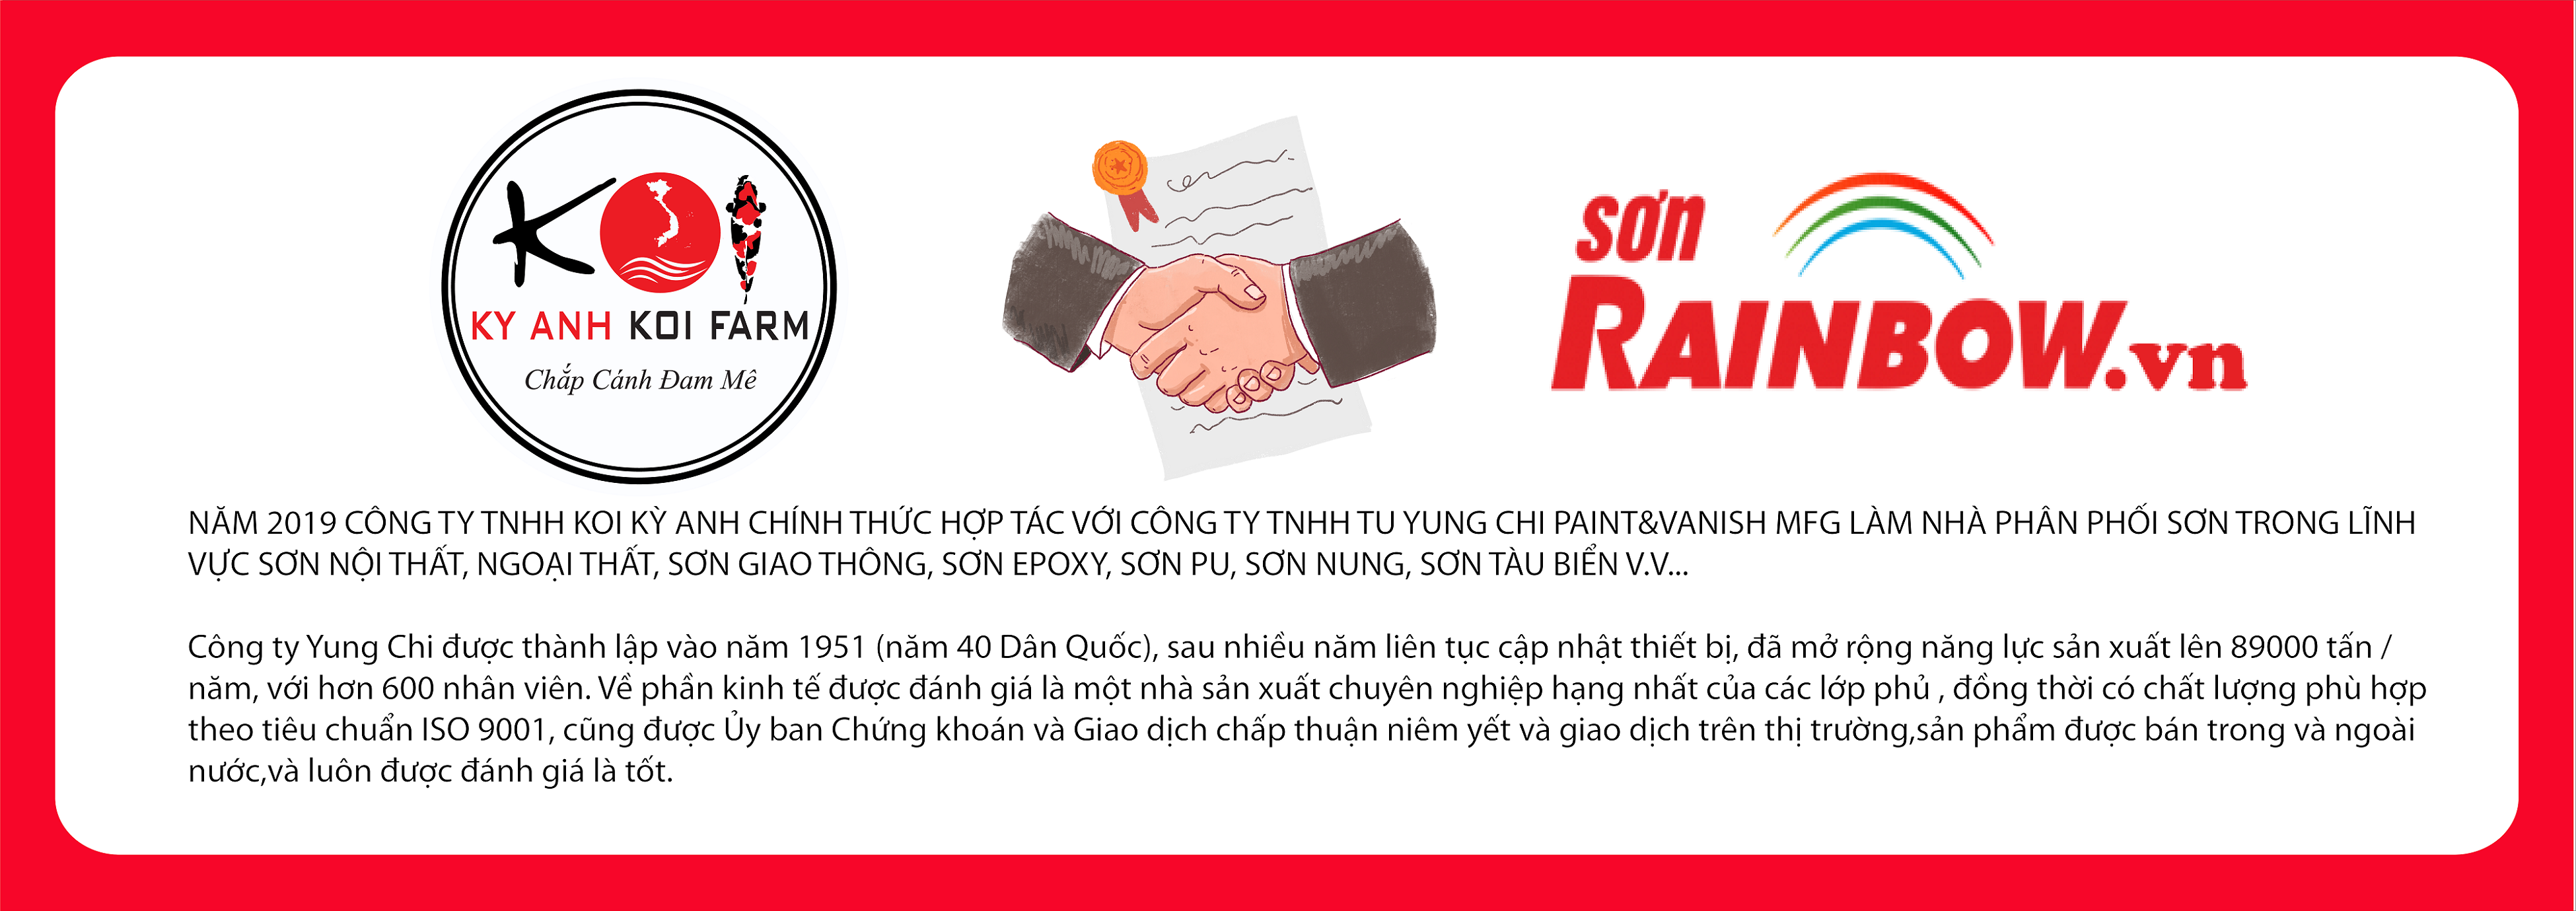 KOI
KY ANH KOI FARM
Chắp Cánh Đam Mê
sơn
RAINBOW.vn
NĂM 2019 CÔNG TY TNHH KOI KỲ ANH CHÍNH THỨC HỢP TÁC VỚI CÔNG TY TNHH TU YUNG CHI PAINT&VANISH MFG LÀM NHÀ PHÂN PHỐI SƠN TRONG LĨNH
VỰC SƠN NỘI THẤT, NGOẠI THẤT, SƠN GIAO THÔNG, SƠN EPOXY, SƠN PU, SƠN NUNG, SƠN TÀU BIỂN V.V...
Công ty Yung Chi được thành lập vào năm 1951 (năm 40 Dân Quốc), sau nhiều năm liên tục cập nhật thiết bị, đã mở rộng năng lực sản xuất lên 89000 tấn /
năm, với hơn 600 nhân viên. Về phần kinh tế được đánh giá là một nhà sản xuất chuyên nghiệp hạng nhất của các lớp phủ , đồng thời có chất lượng phù hợp
theo tiêu chuẩn ISO 9001, cũng được Ủy ban Chứng khoán và Giao dịch chấp thuận niêm yết và giao dịch trên thị trường,sản phẩm được bán trong và ngoài
nước,và luôn được đánh giá là tốt.